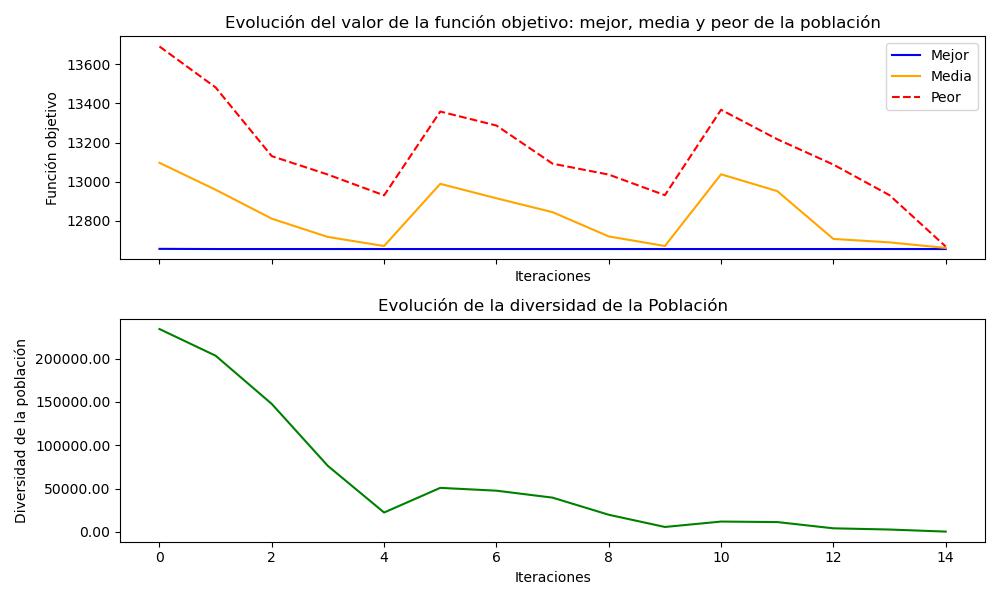 Evolución del valor de la función objetivo: mejor, media y peor de la población
Función objetivo
13600
13400
13200
13000
12800
Mejor
Media
Peor
Iteraciones
Evolución de la diversidad de la Población
Diversidad de la población
200000.00
150000.00
100000.00
50000.00
0.00
0 2 4 6 8 10 12 14
Iteraciones